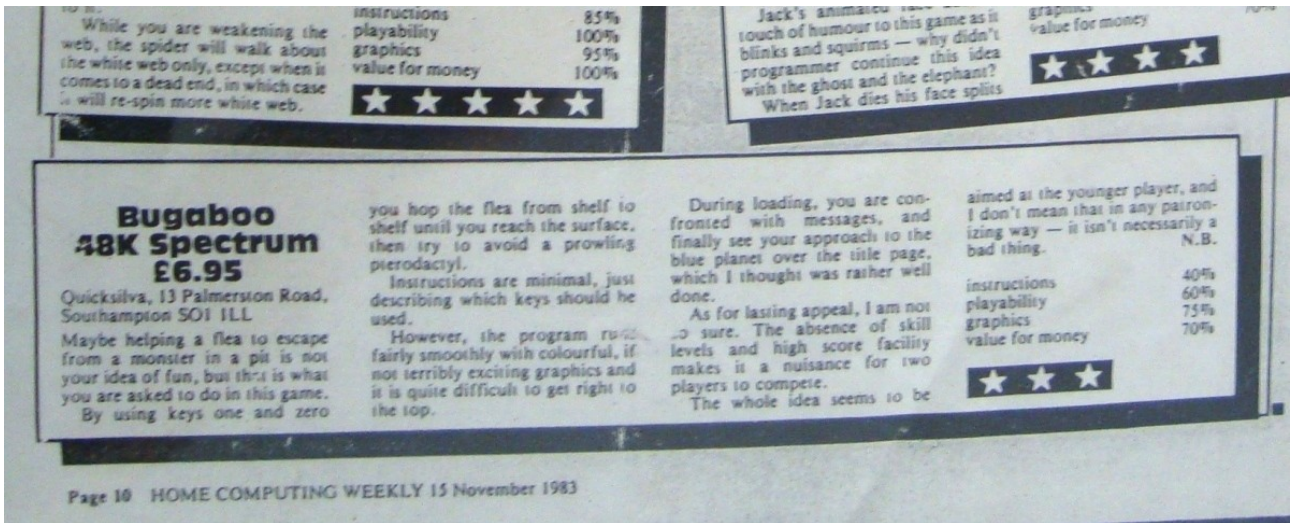 While you are weakening the
web, the spider will walk about
the white web only, except when it
comes to a dead end, in which case
will re-spin more white web.
instructions 85%
playability 100%
graphics 95%
value for money 100%
Jack's animated
touch of humour to this game as it
blinks and squirms — why didn't
programmer continue this idea
with the ghost and the elephant?
When Jack dies his face splits
graphics
value for money
Bugaboo
48K Spectrum
£6.95
Quicksilva, 13 Palmerston Road,
Southampton SO1 1LL
Maybe helping a flea to escape
from a monster in a pit is not
your idea of fun, but that is what
you are asked to do in this game.
By using keys one and zero
you hop the flea from shelf to
shelf until you reach the surface,
then try to avoid a prowling
pterodactyl.
Instructions are minimal, just
describing which keys should be
used.
However, the program runs
fairly smoothly with colourful, if
not terribly exciting graphics and
it is quite difficult to get right to
the top.
During loading, you are con-
fronted with messages, and
finally see your approach to the
blue planet over the title page,
which I thought was rather well
done.
As for lasting appeal, I am not
so sure. The absence of skill
levels and high score facility
makes it a nuisance for two
players to compete.
The whole idea seems to be
aimed at the younger player, and
I don't mean that in any patron-
izing way — it isn't necessarily a
bad thing. N.B.
instructions 40%
playability 60%
graphics 75%
value for money 70%
Page 10 HOME COMPUTING WEEKLY 15 November 1983